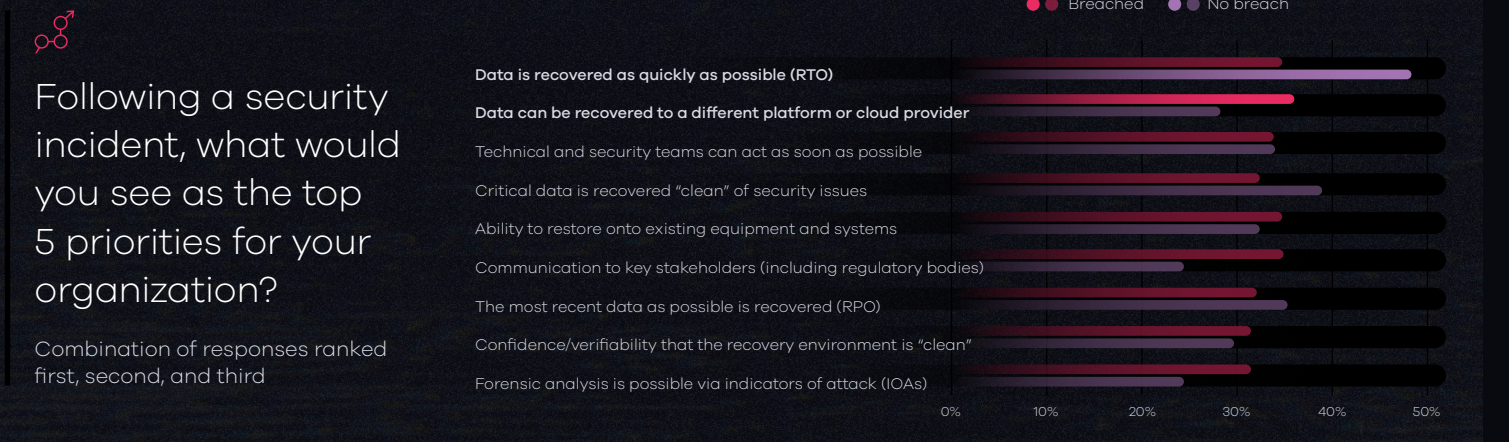 Breached No breach
Following a security
incident, what would
you see as the top
5 priorities for your
organization?
Combination of responses ranked
first, second, and third
Data is recovered as quickly as possible (RTO)
Data can be recovered to a different platform or cloud provider
Technical and security teams can act as soon as possible
Critical data is recovered “clean” of security issues
Ability to restore onto existing equipment and systems
Communication to key stakeholders (including regulatory bodies)
The most recent data as possible is recovered (RPO)
Confidence/verifiability that the recovery environment is “clean”
Forensic analysis is possible via indicators of attack (IOAs)
0% 10% 20% 30% 40% 50%